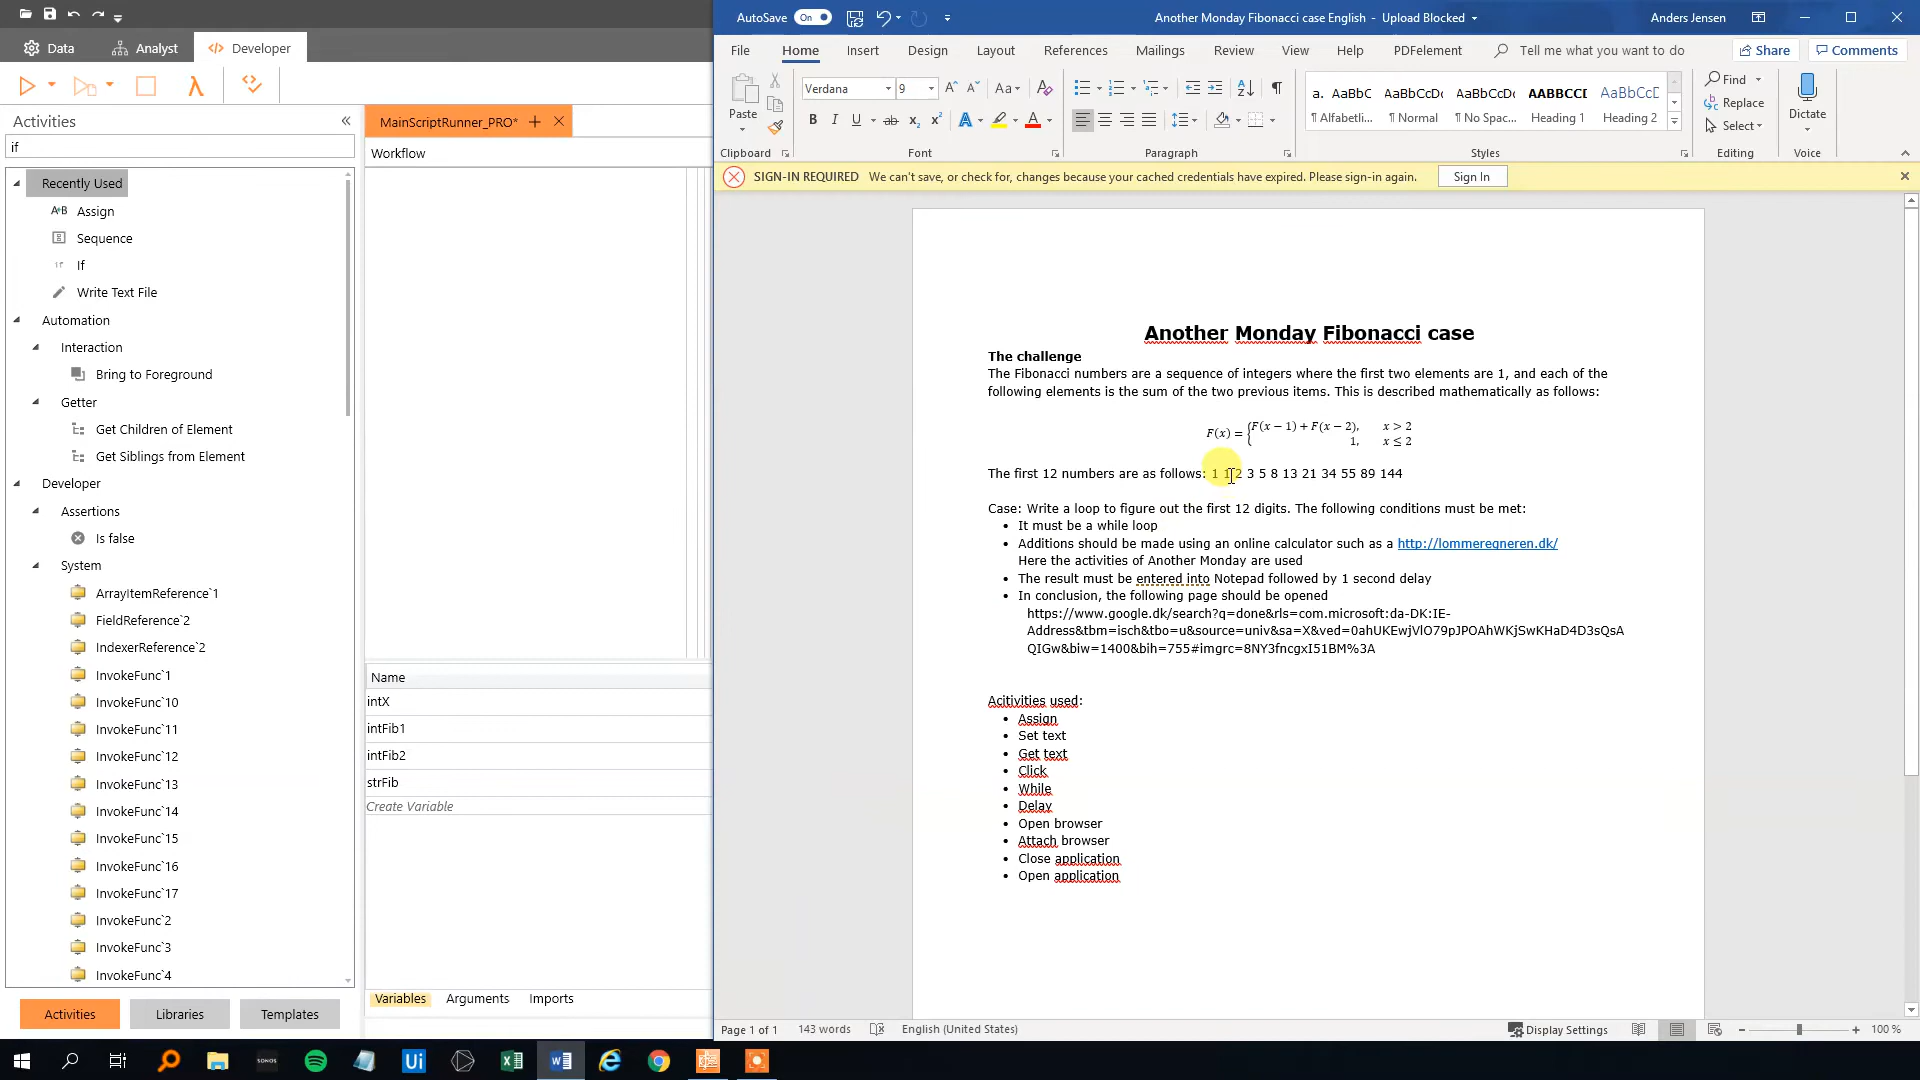 AutoSave On
Another Monday Fibonacci case English - Upload Blocked
Anders Jensen
Data Analyst Developer
File Home Insert Design Layout References Mailings Review View Help PDFelement Tell me what you want to do Share Comments
Paste
Clipboard
Verdana 9
Font
Paragraph
a. AaBbC AaBbCcDc AaBbCcDc AABBCCI AaBbCcD
¶ Alfabetli... ¶ Normal ¶ No Spac... Heading 1 Heading 2
Styles
Find
Replace
Select
Editing
Dictate
Voice
SIGN-IN REQUIRED We can't save, or check for, changes because your cached credentials have expired. Please sign-in again. Sign In
Activities
if
Recently Used
Assign
Sequence
If
Write Text File
Automation
Interaction
Bring to Foreground
Getter
Get Children of Element
Get Siblings from Element
Developer
Assertions
Is false
System
ArrayItemReference`1
FieldReference`2
IndexerReference`2
InvokeFunc`1
InvokeFunc`10
InvokeFunc`11
InvokeFunc`12
InvokeFunc`13
InvokeFunc`14
InvokeFunc`15
InvokeFunc`16
InvokeFunc`17
InvokeFunc`2
InvokeFunc`3
InvokeFunc`4
Activities Libraries Templates
MainScriptRunner_PRO*
Workflow
Name
intX
intFib1
intFib2
strFib
Create Variable
Variables Arguments Imports
Another Monday Fibonacci case
The challenge
The Fibonacci numbers are a sequence of integers where the first two elements are 1, and each of the
following elements is the sum of the two previous items. This is described mathematically as follows:
F(x) = { F(x − 1) + F(x − 2), x > 2
1, x ≤ 2
The first 12 numbers are as follows: 1 1 2 3 5 8 13 21 34 55 89 144
Case: Write a loop to figure out the first 12 digits. The following conditions must be met:
• It must be a while loop
• Additions should be made using an online calculator such as a http://lommeregneren.dk/
Here the activities of Another Monday are used
• The result must be entered into Notepad followed by 1 second delay
• In conclusion, the following page should be opened
https://www.google.dk/search?q=done&rls=com.microsoft:da-DK:IE-
Address&tbm=isch&tbo=u&source=univ&sa=X&ved=0ahUKEwjVlO79pJPOAhWKjSwKHaD4D3sQsA
QIGw&biw=1400&bih=755#imgrc=8NY3fncgxI51BM%3A
Acitivities used:
• Assign
• Set text
• Get text
• Click
• While
• Delay
• Open browser
• Attach browser
• Close application
• Open application
Page 1 of 1 143 words English (United States) Display Settings 100 %
SONOS
Ui